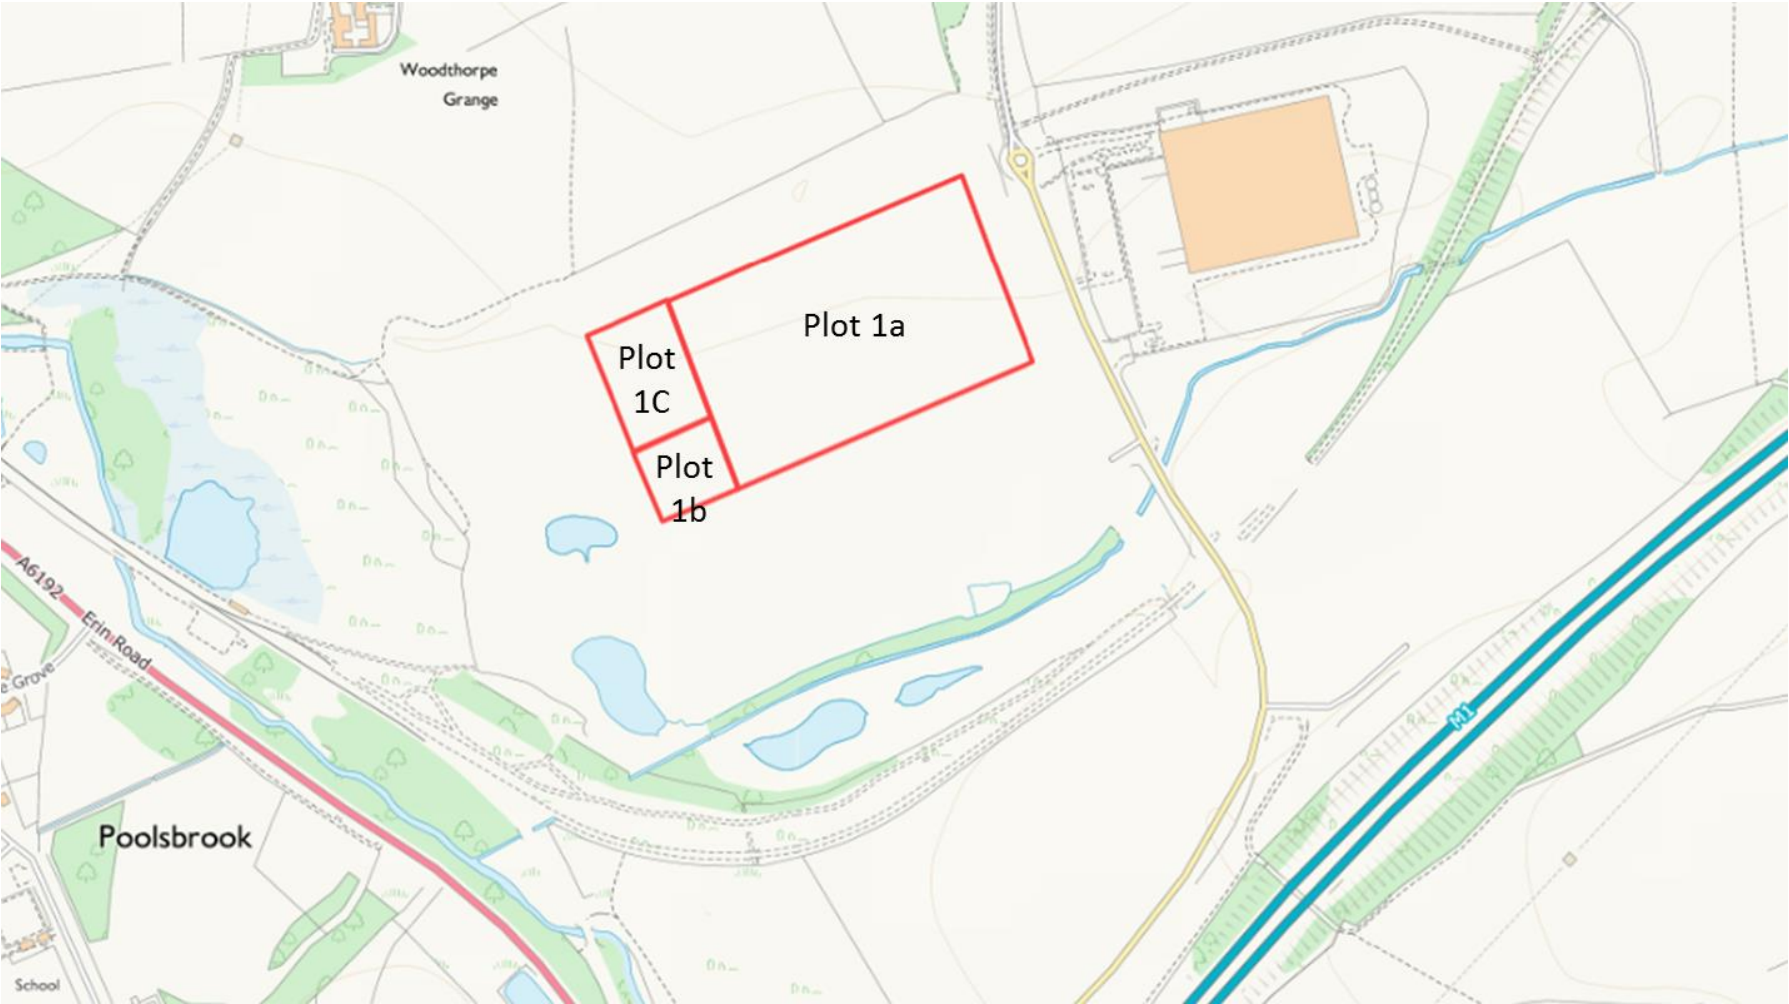 Woodthorpe
Grange
Plot 1a
Plot
1C
Plot
1b
A6192
Erin Road
e Grove
M1
Poolsbrook
School